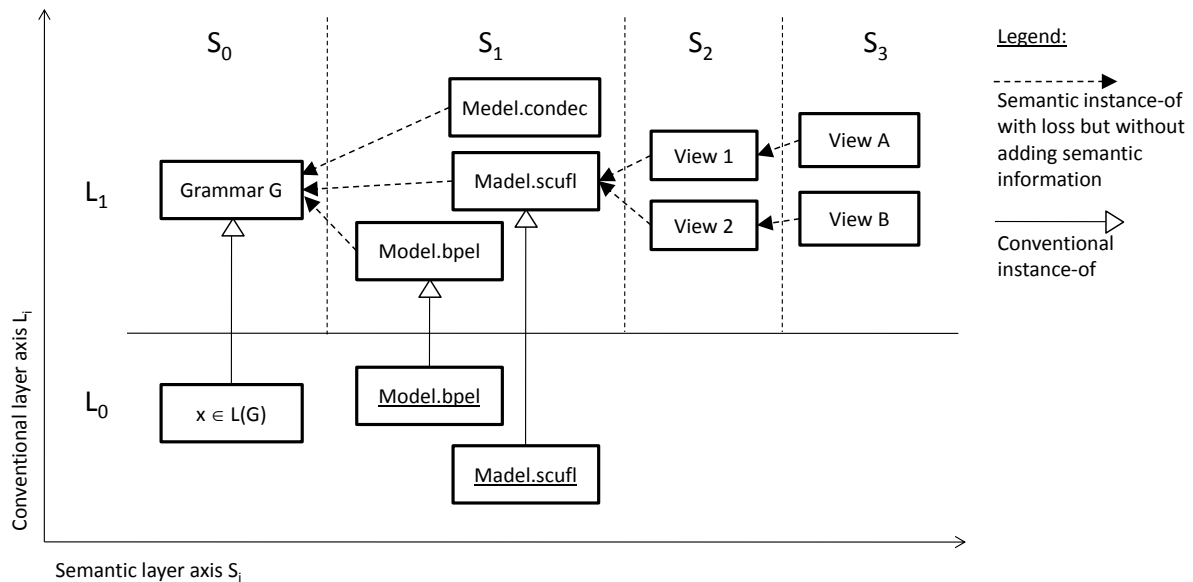 S0
S1
S2
S3
Legend:
Semantic instance-of
with loss but without
adding semantic
information
Conventional
instance-of
Conventional layer axis Li
L1
Medel.condec
Grammar G
Madel.scufl
Model.bpel
View 1
View 2
View A
View B
L0
x ∈ L(G)
Model.bpel
Madel.scufl
Semantic layer axis Si